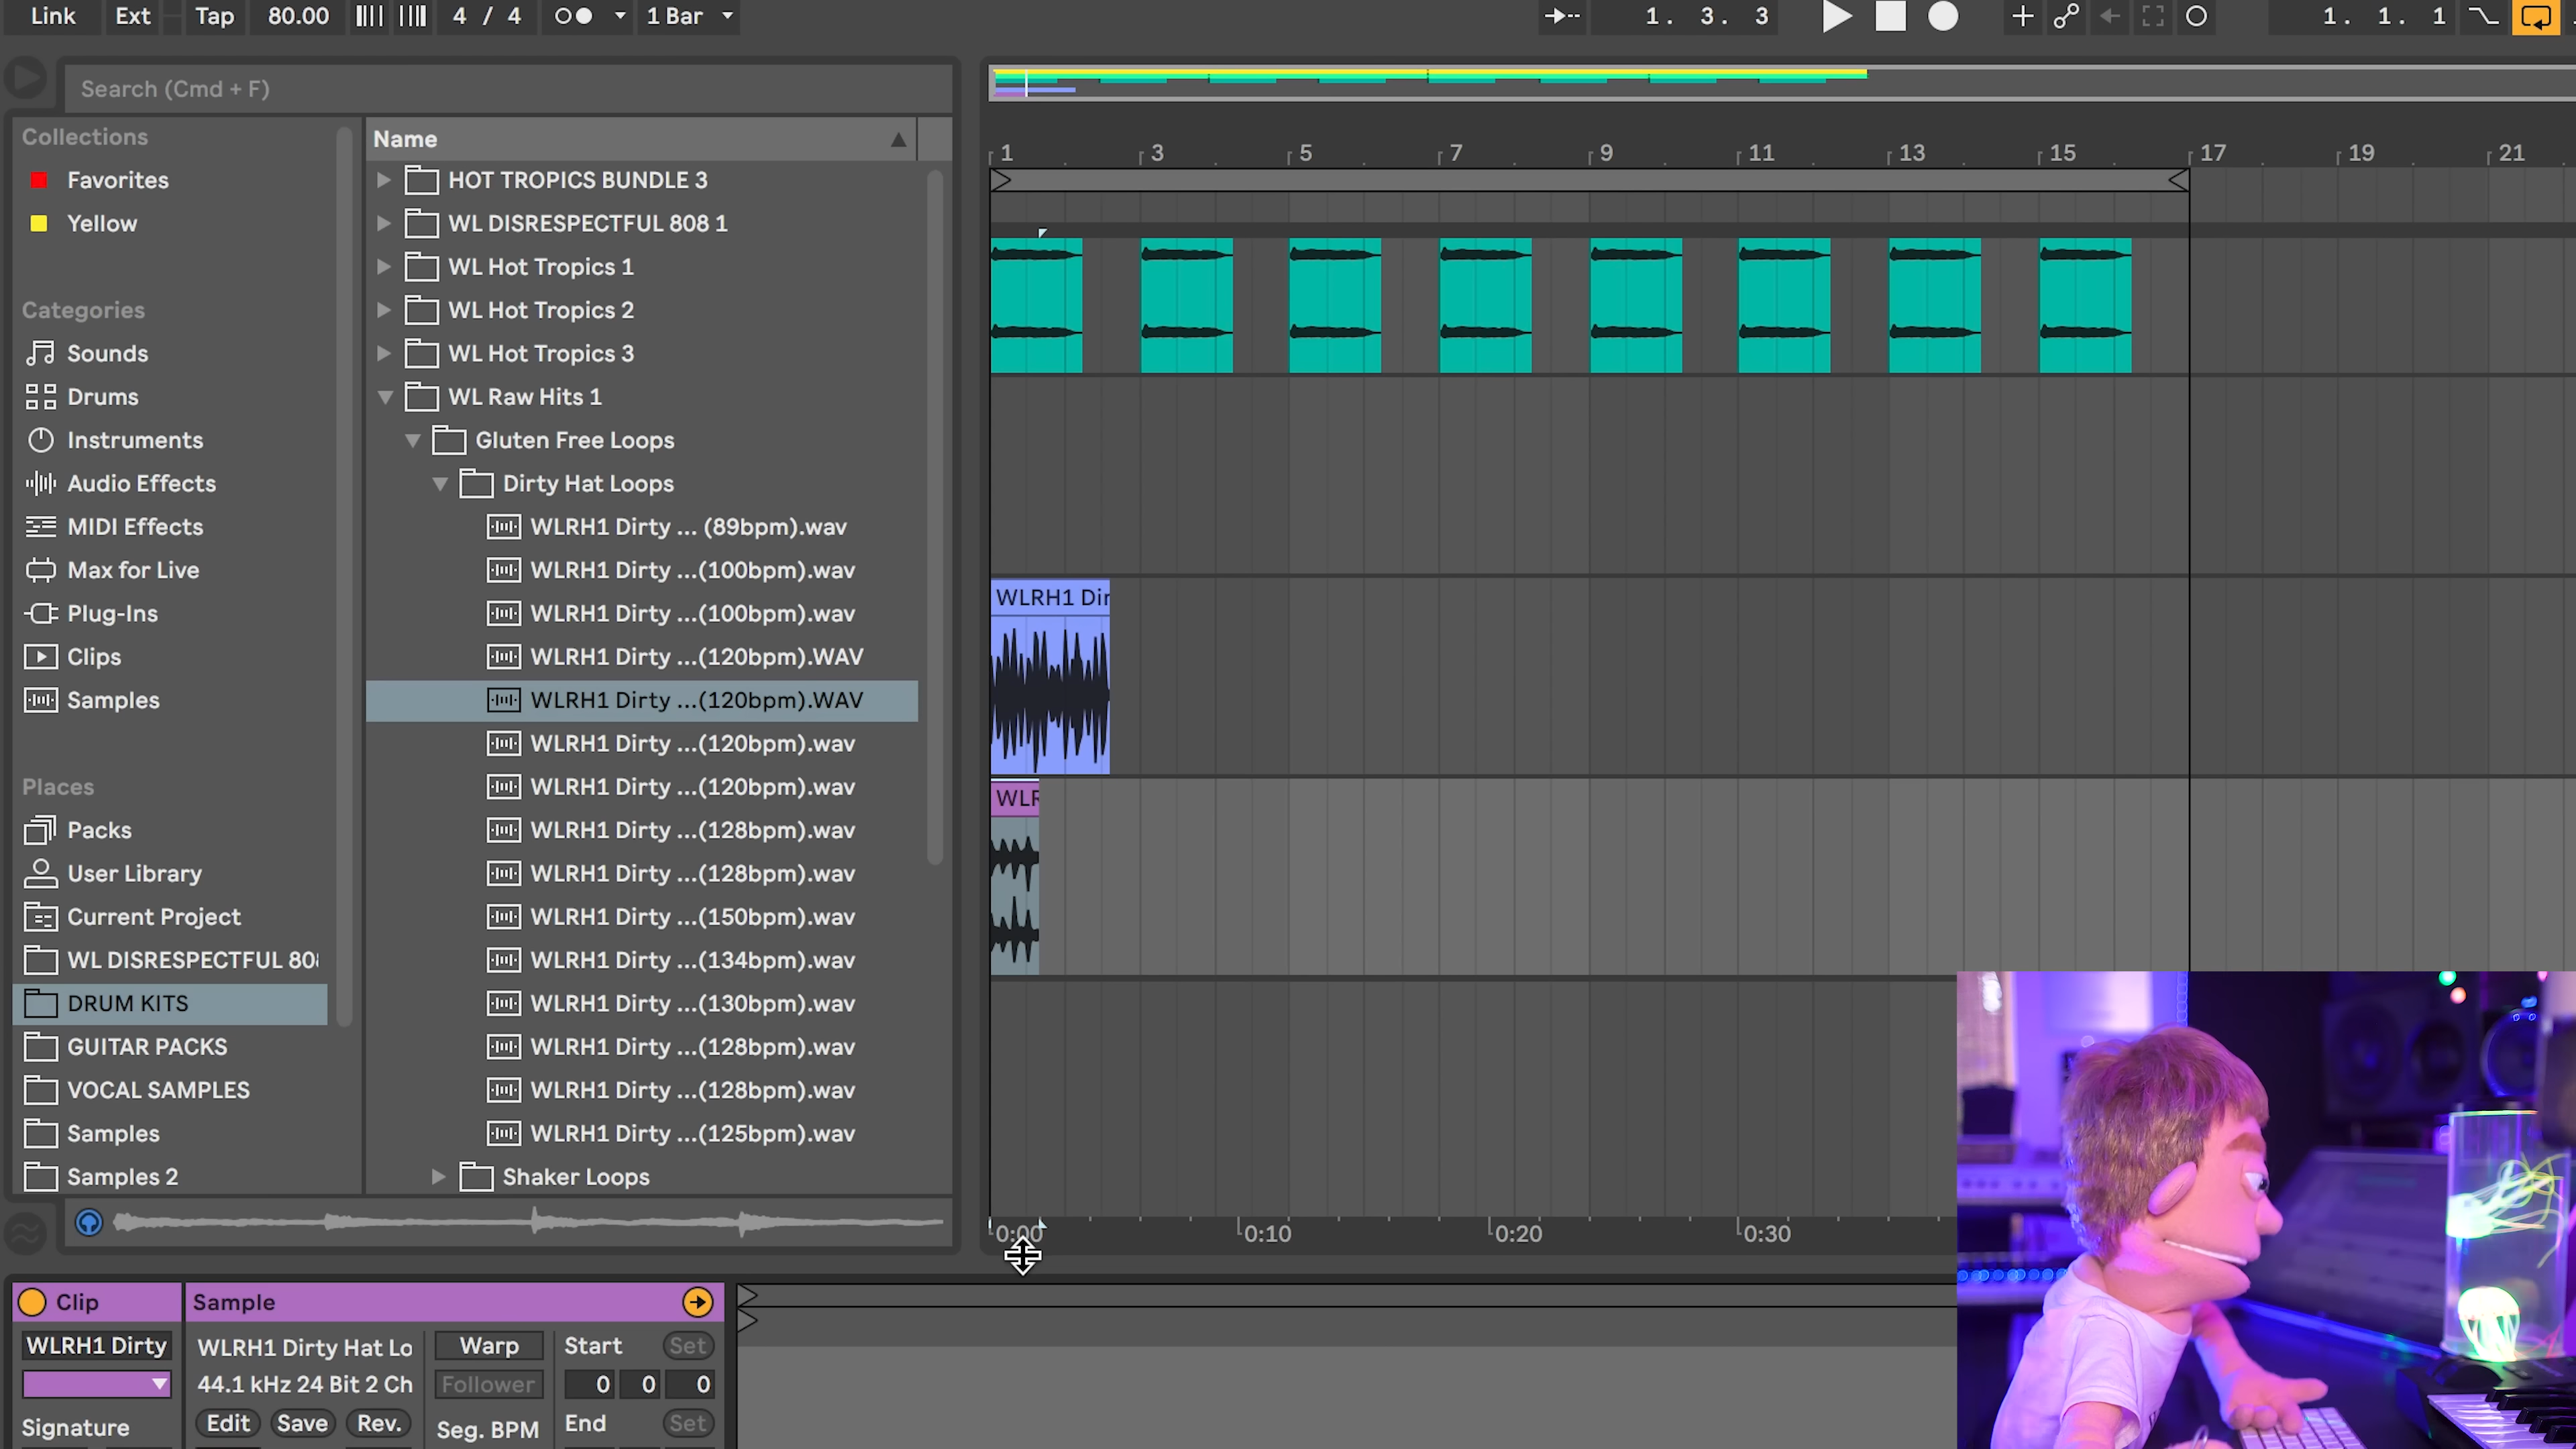 Link Ext Tap 80.00 4 / 4 1 Bar 1. 3. 3 1. 1. 1
Search (Cmd + F)
Collections
Favorites
Yellow
Categories
Sounds
Drums
Instruments
Audio Effects
MIDI Effects
Max for Live
Plug-Ins
Clips
Samples
Places
Packs
User Library
Current Project
WL DISRESPECTFUL 80
DRUM KITS
GUITAR PACKS
VOCAL SAMPLES
Samples
Samples 2
Name
HOT TROPICS BUNDLE 3
WL DISRESPECTFUL 808 1
WL Hot Tropics 1
WL Hot Tropics 2
WL Hot Tropics 3
WL Raw Hits 1
Gluten Free Loops
Dirty Hat Loops
WLRH1 Dirty ... (89bpm).wav
WLRH1 Dirty ...(100bpm).wav
WLRH1 Dirty ...(100bpm).wav
WLRH1 Dirty ...(120bpm).WAV
WLRH1 Dirty ...(120bpm).WAV
WLRH1 Dirty ...(120bpm).wav
WLRH1 Dirty ...(120bpm).wav
WLRH1 Dirty ...(128bpm).wav
WLRH1 Dirty ...(128bpm).wav
WLRH1 Dirty ...(150bpm).wav
WLRH1 Dirty ...(134bpm).wav
WLRH1 Dirty ...(130bpm).wav
WLRH1 Dirty ...(128bpm).wav
WLRH1 Dirty ...(128bpm).wav
WLRH1 Dirty ...(125bpm).wav
Shaker Loops
1 3 5 7 9 11 13 15 17 19 21
WLRH1 Dir
WLR
0:00 0:10 0:20 0:30
Clip
WLRH1 Dirty
Signature
Sample
WLRH1 Dirty Hat Lo
44.1 kHz 24 Bit 2 Ch
Edit Save Rev.
Warp
Follower
Seg. BPM
Start Set
0 0 0
End Set